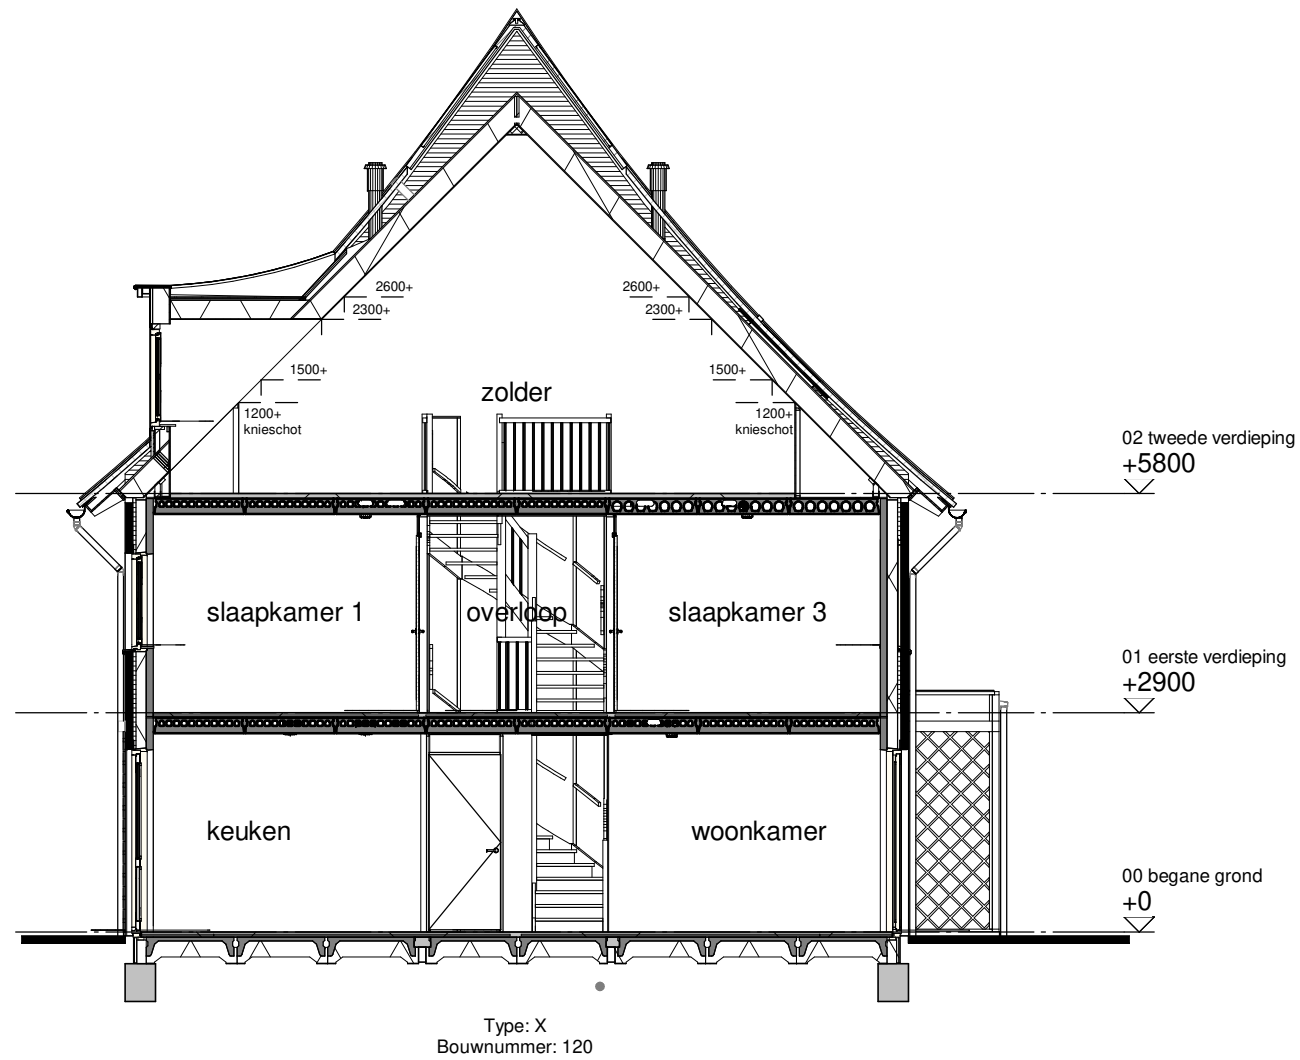 2600+
2300+
2600+
2300+
1500+
1500+
zolder
1200+
knieschot
1200+
knieschot
02 tweede verdieping
+5800
slaapkamer 1
overloop
slaapkamer 3
01 eerste verdieping
+2900
keuken
woonkamer
00 begane grond
+0
Type: X
Bouwnummer: 120